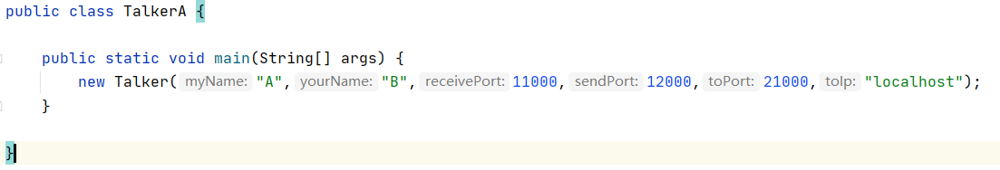 public class TalkerA {
public static void main(String[] args) {
new Talker( myName: "A", yourName: "B", receivePort: 11000, sendPort: 12000, toPort: 21000, toIp: "localhost");
}
}